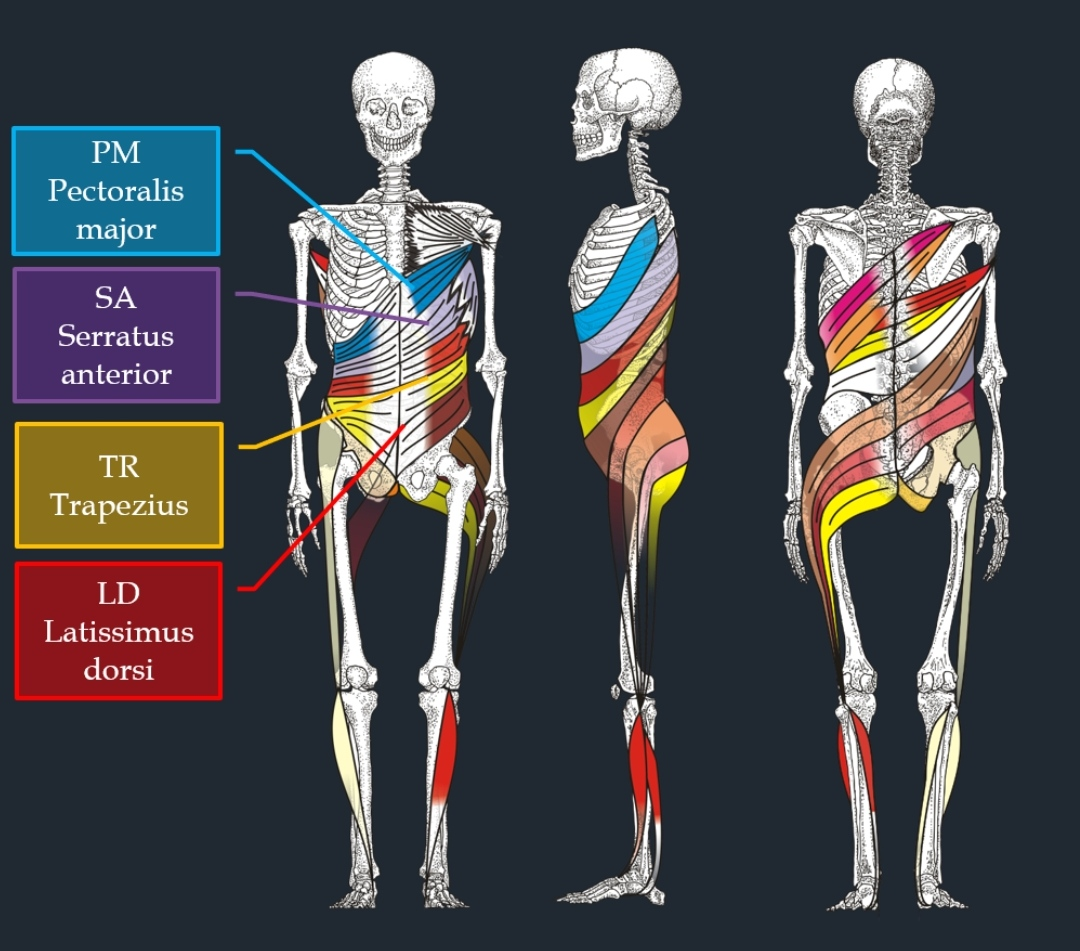 PM
Pectoralis
major
SA
Serratus
anterior
TR
Trapezius
LD
Latissimus
dorsi